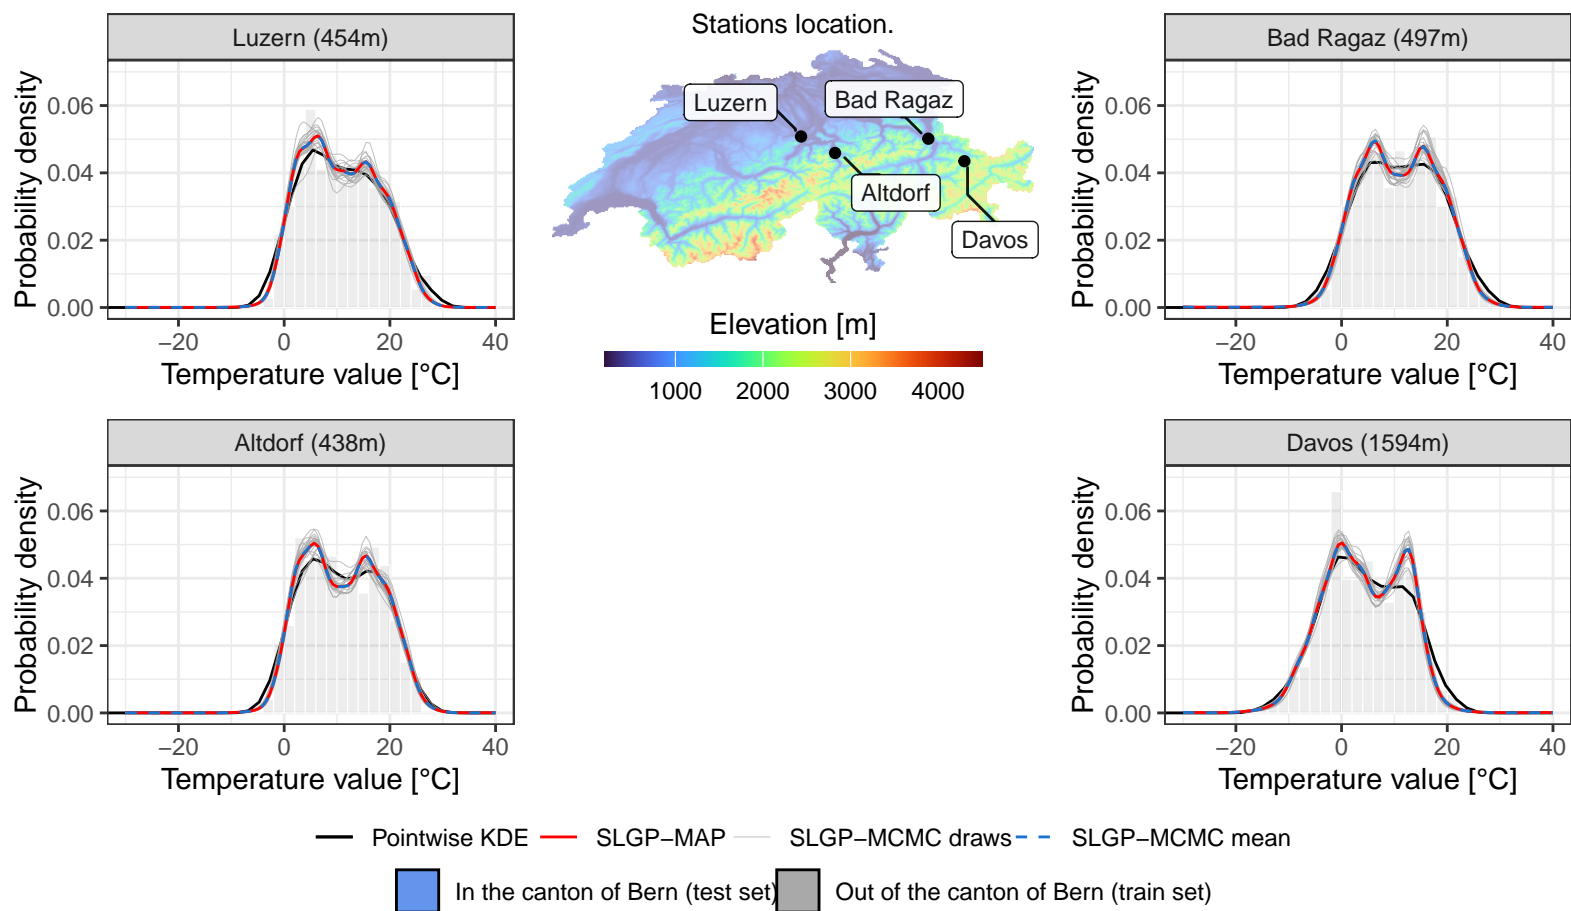 Luzern (454m)
Probability density
0.06
0.04
0.02
0.00
−20
0
20
40
Temperature value [°C]
Stations location.
Luzern
Bad Ragaz
Altdorf
Davos
Elevation [m]
1000
2000
3000
4000
Bad Ragaz (497m)
Probability density
0.06
0.04
0.02
0.00
−20
0
20
40
Temperature value [°C]
Altdorf (438m)
Probability density
0.06
0.04
0.02
0.00
−20
0
20
40
Temperature value [°C]
Davos (1594m)
Probability density
0.06
0.04
0.02
0.00
−20
0
20
40
Temperature value [°C]
Pointwise KDE
SLGP−MAP
SLGP−MCMC draws
SLGP−MCMC mean
In the canton of Bern (test set)
Out of the canton of Bern (train set)